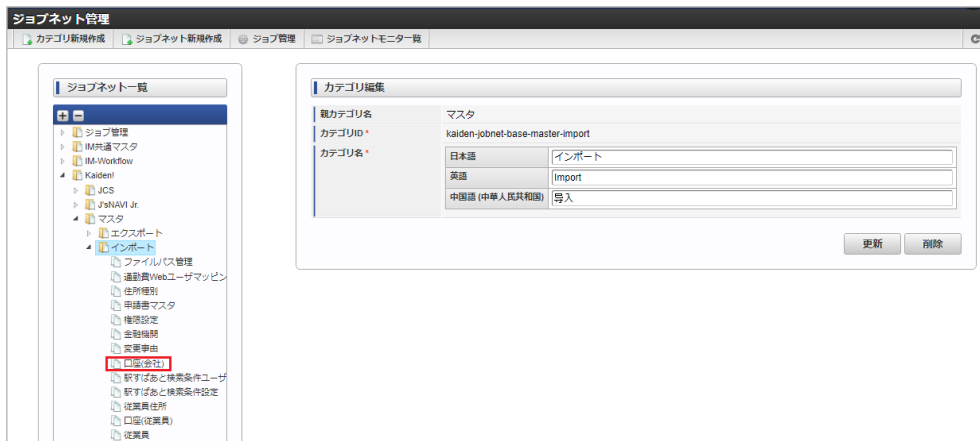 ジョブネット管理
カテゴリ新規作成 ジョブネット新規作成 ジョブ管理 ジョブネットモニター覧
ジョブネット一覧
ジョブ管理
IM共通マスタ
IM-Workflow
Kaiden!
JCS
J'sNAVI Jr.
マスタ
エクスポート
インポート
ファイルパス管理
通勤費Webユーザマッピン
住所種別
申請書マスタ
権限設定
金融機関
変更事由
口座(会社)
駅すぱあと検索条件ユーザ
駅すぱあと検索条件設定
従業員住所
口座(従業員)
従業員
カテゴリ編集
親カテゴリ名 マスタ
カテゴリID * kaiden-jobnet-base-master-import
カテゴリ名 *
日本語 インポート
英語 Import
中国語 (中華人民共和国) 导入
更新 削除